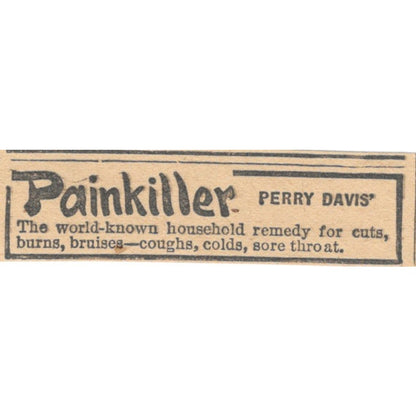 Painkiller PERRY DAVIS'
The world-known household remedy for cuts,
burns, bruises—coughs, colds, sore throat.